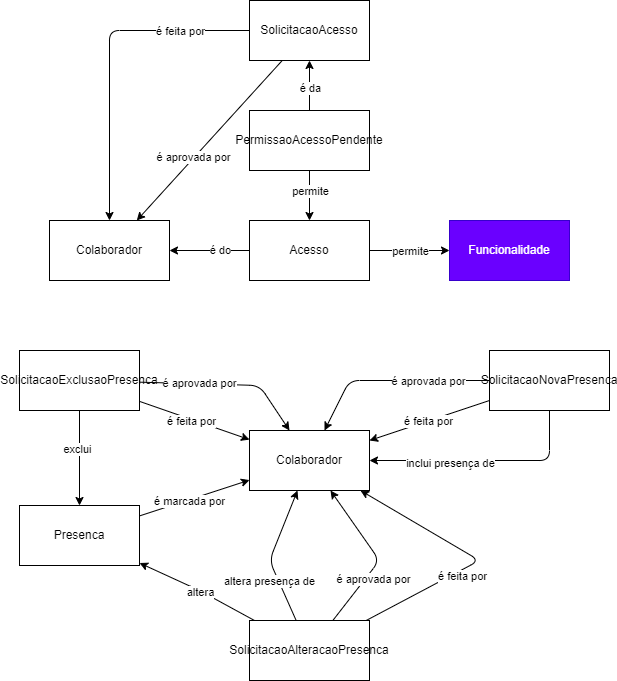 SolicitacaoAcesso
é feita por
é da
PermissaoAcessoPendente
é aprovada por
permite
Colaborador
é do
Acesso
permite
Funcionalidade
SolicitacaoExclusaoPresenca
é aprovada por
é aprovada por
SolicitacaoNovaPresenca
é feita por
é feita por
exclui
Colaborador
inclui presença de
é marcada por
Presenca
altera
altera presença de
é aprovada por
é feita por
SolicitacaoAlteracaoPresenca